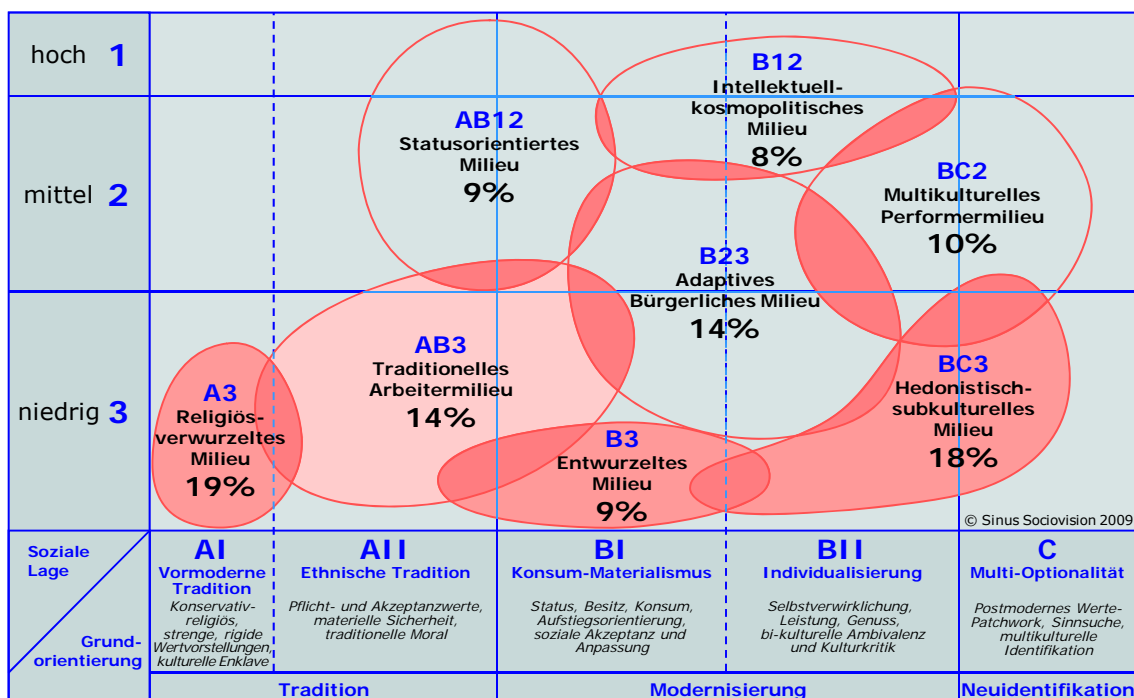 hoch 1
mittel 2
niedrig 3
B12
Intellektuell-
kosmopolitisches
Milieu
8%
AB12
Statusorientiertes
Milieu
9%
BC2
Multikulturelles
Performermilieu
10%
B23
Adaptives
Bürgerliches Milieu
14%
AB3
Traditionelles
Arbeitermilieu
14%
A3
Religiös-
verwurzeltes
Milieu
19%
BC3
Hedonistisch-
subkulturelles
Milieu
18%
B3
Entwurzeltes
Milieu
9%
© Sinus Sociovision 2009
Soziale
Lage
Grund-
orientierung
AI
Vormoderne
Tradition
Konservativ-
religiös,
strenge, rigide
Wertvorstellungen,
kulturelle Enklave
AII
Ethnische Tradition
Pflicht- und Akzeptanzwerte,
materielle Sicherheit,
traditionelle Moral
BI
Konsum-Materialismus
Status, Besitz, Konsum,
Aufstiegsorientierung,
soziale Akzeptanz und
Anpassung
BII
Individualisierung
Selbstverwirklichung,
Leistung, Genuss,
bi-kulturelle Ambivalenz
und Kulturkritik
C
Multi-Optionalität
Postmodernes Werte-
Patchwork, Sinnsuche,
multikulturelle
Identifikation
Tradition
Modernisierung
Neuidentifikation